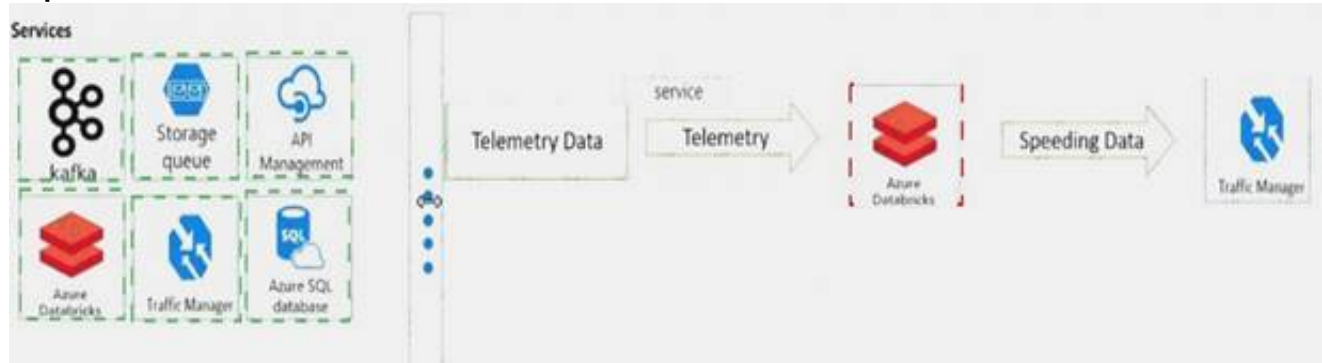 Services
kafka
Storage
queue
API
Management
Azure
Databricks
Traffic Manager
SQL
Azure SQL
database
Telemetry Data
service
Telemetry
Azure
Databricks
Speeding Data
Traffic Manager